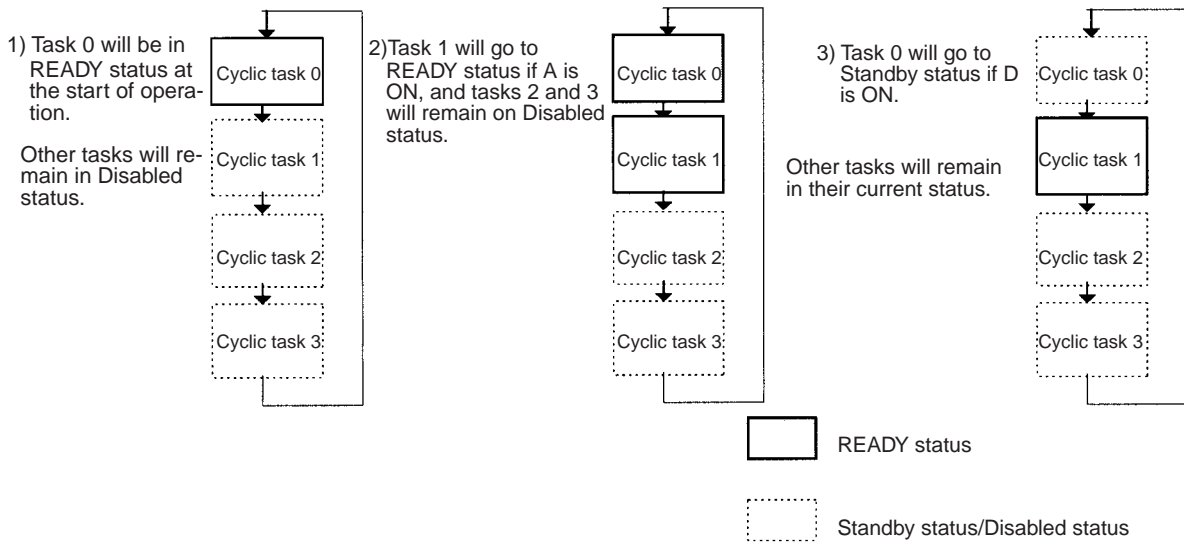 1) Task 0 will be in
READY status at
the start of opera-
tion.
Other tasks will re-
main in Disabled
status.
Cyclic task 0
Cyclic task 1
Cyclic task 2
Cyclic task 3
2)Task 1 will go to
READY status if A is
ON, and tasks 2 and 3
will remain on Disabled
status.
Cyclic task 0
Cyclic task 1
Cyclic task 2
Cyclic task 3
3) Task 0 will go to
Standby status if D
is ON.
Other tasks will remain
in their current status.
Cyclic task 0
Cyclic task 1
Cyclic task 2
Cyclic task 3
READY status
Standby status/Disabled status